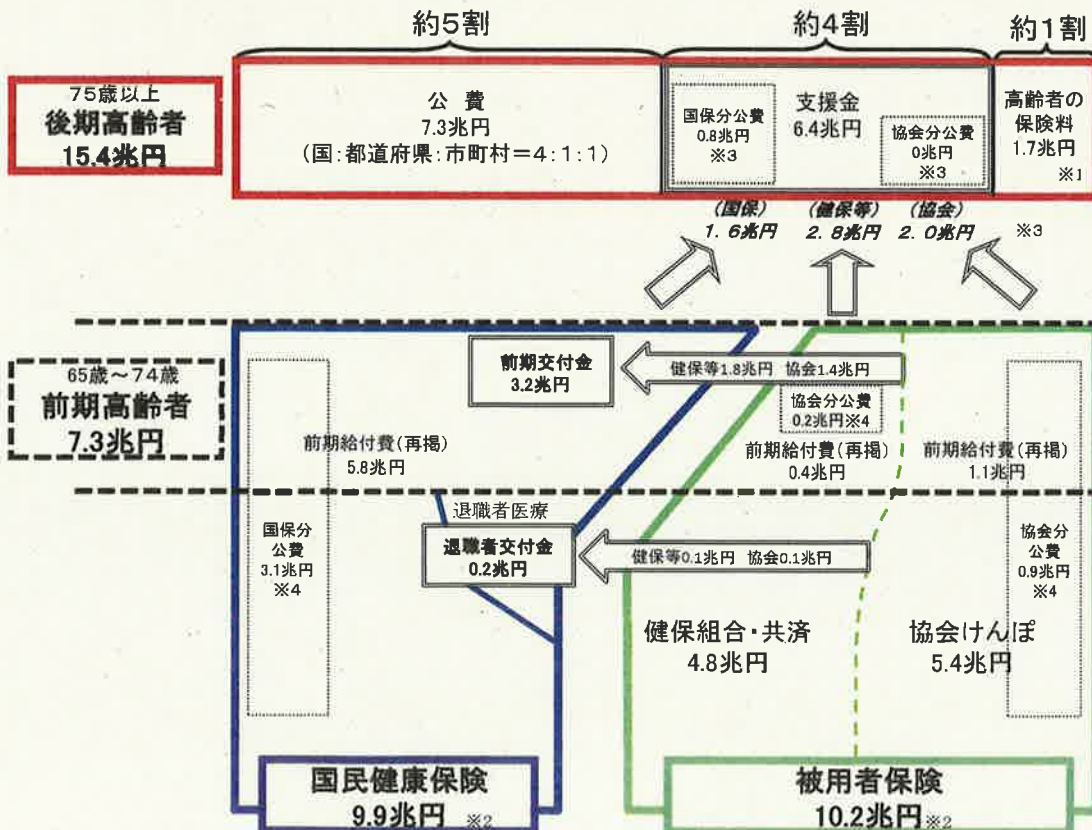 約5割
約4割
約1割
75歳以上
後期高齢者
15.4兆円
公 費
7.3兆円
(国:都道府県:市町村=4:1:1)
国保分公費
0.8兆円
※3
支援金
6.4兆円
協会分公費
0兆円
※3
高齢者の
保険料
1.7兆円
※1
(国保)
1.6兆円
(健保等)
2.8兆円
(協会)
2.0兆円
※3
65歳~74歳
前期高齢者
7.3兆円
前期交付金
3.2兆円
健保等1.8兆円 協会1.4兆円
協会分公費
0.2兆円※4
前期給付費(再掲)
5.8兆円
前期給付費(再掲)
0.4兆円
前期給付費(再掲)
1.1兆円
国保分
公費
3.1兆円
※4
退職者医療
退職者交付金
0.2兆円
健保等0.1兆円 協会0.1兆円
協会分
公費
0.9兆円
※4
健保組合・共済
4.8兆円
協会けんぽ
5.4兆円
国民健康保険
9.9兆円 ※2
被用者保険
10.2兆円※2